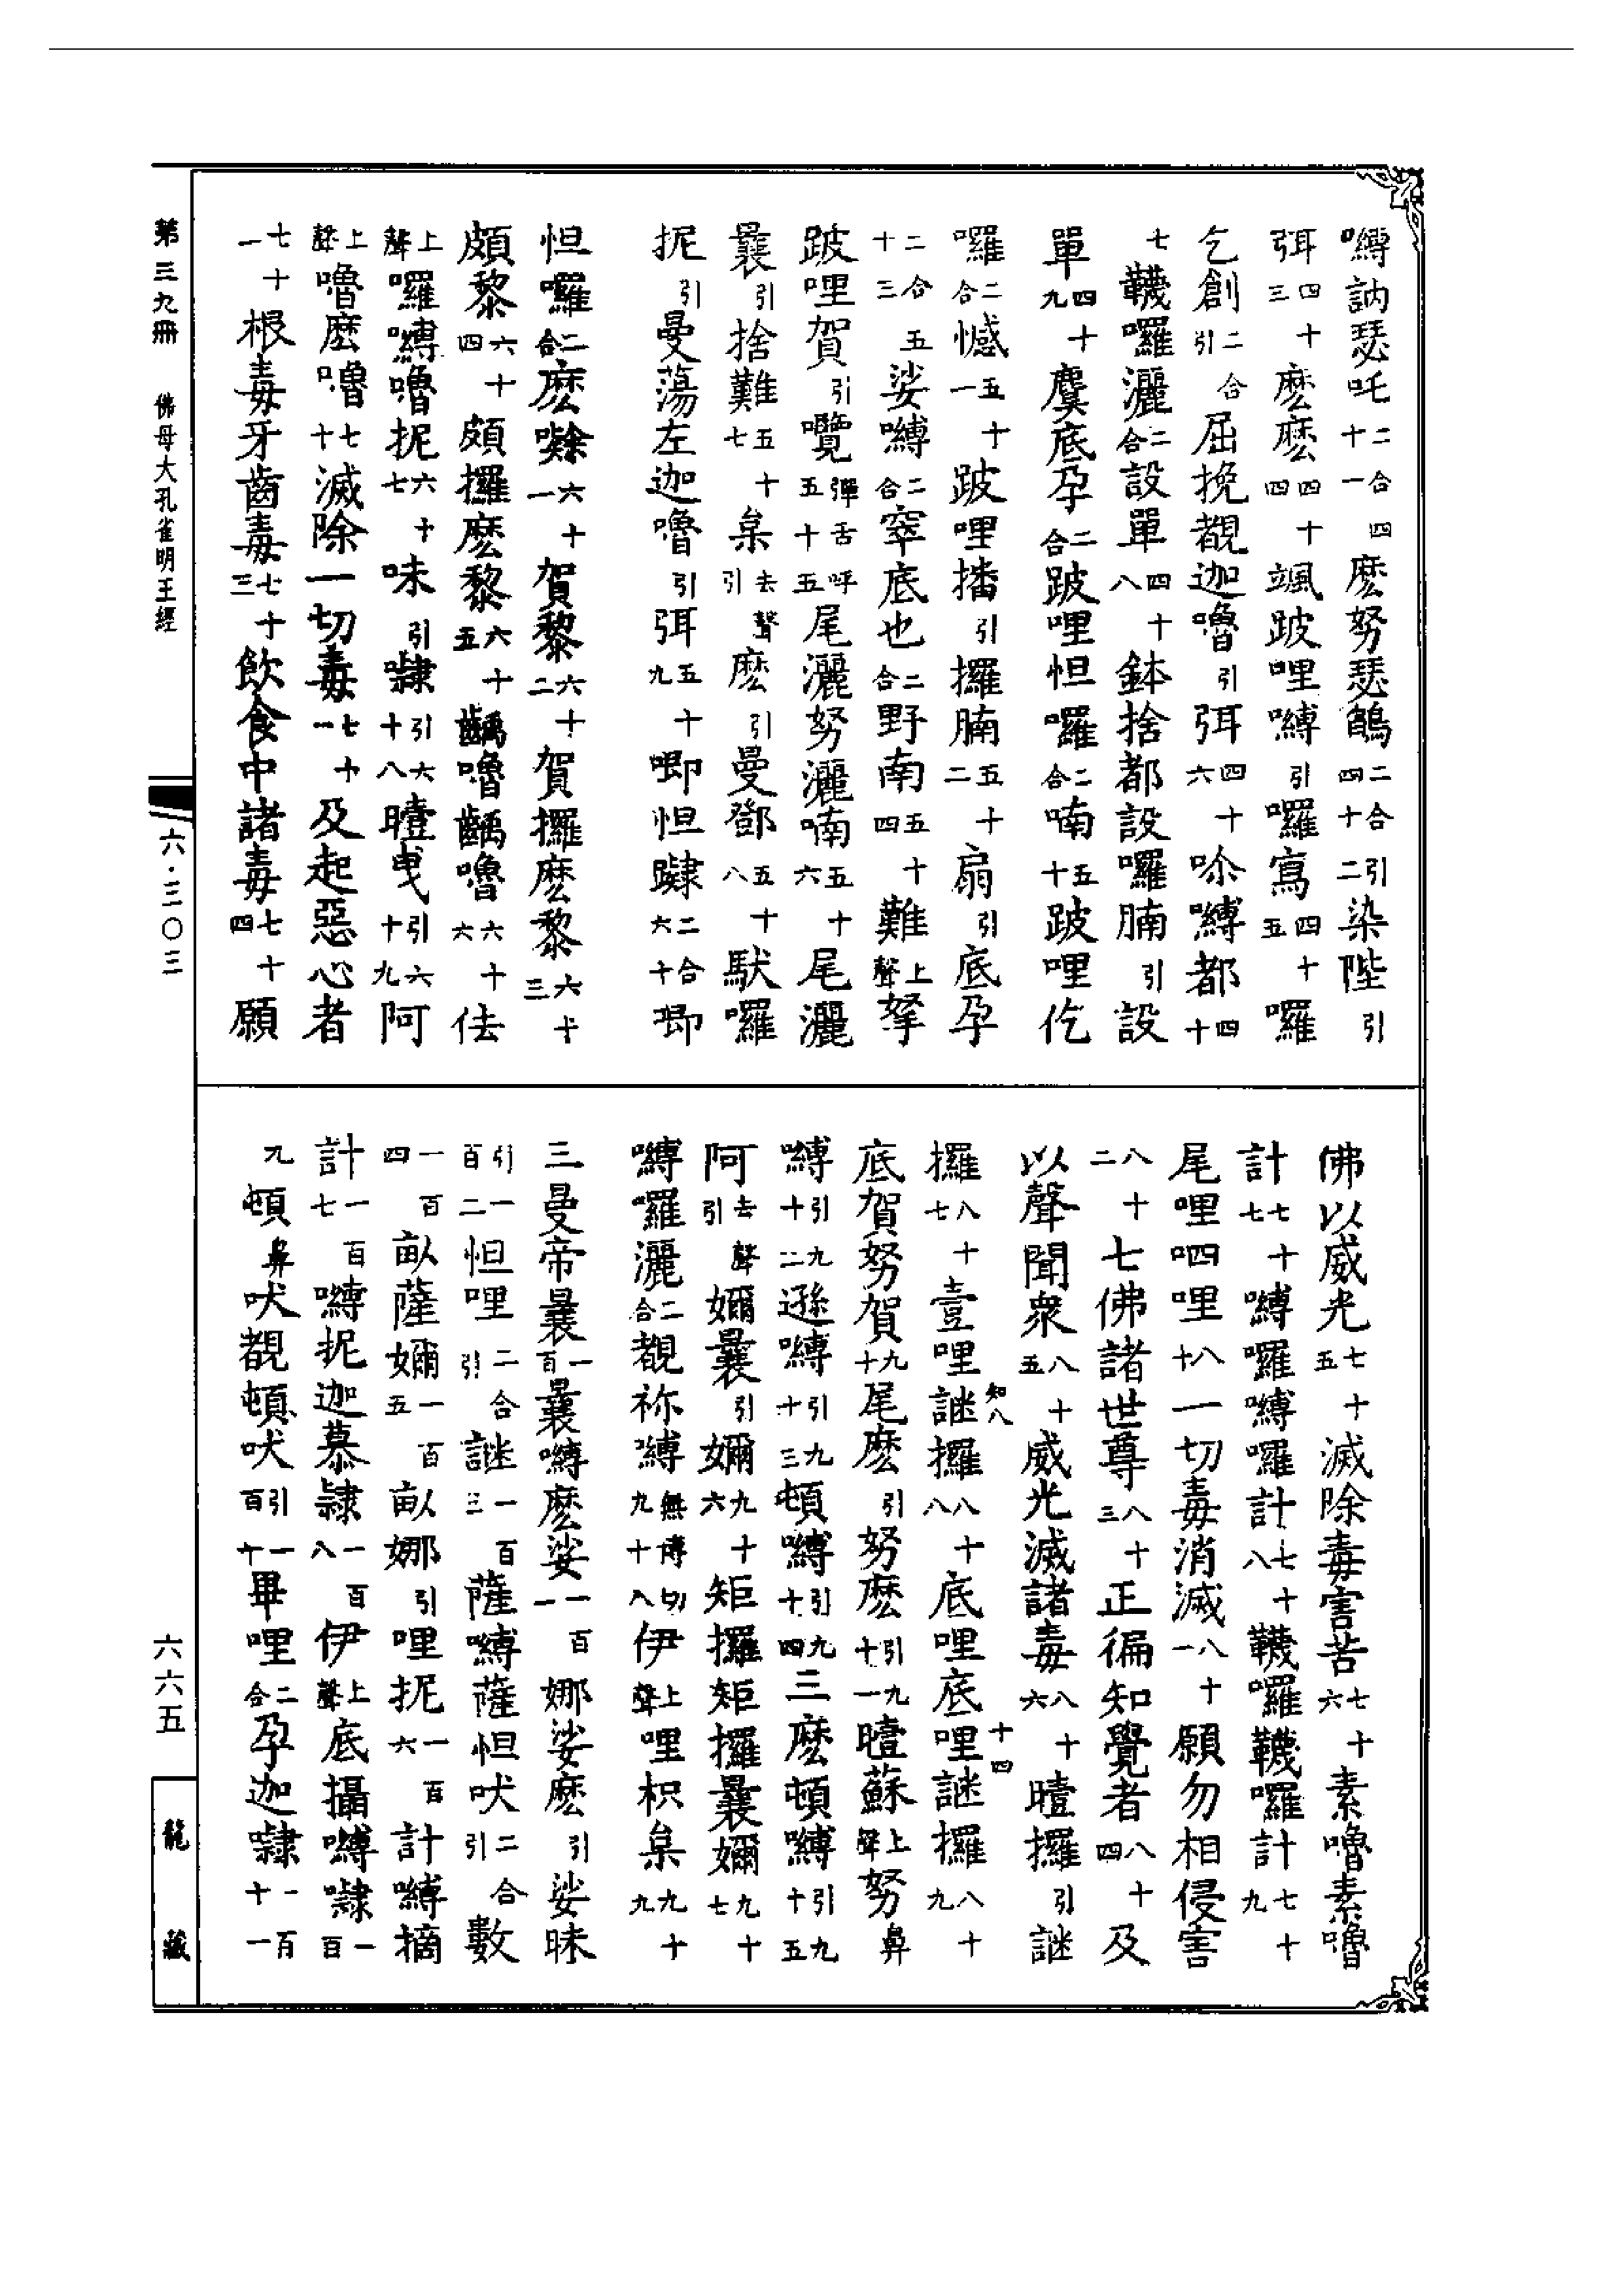 嚩訥瑟吒二合四十一麽努瑟鵮二合引四十二染陛引
弭四十三麽麽四十四颯跛哩嚩引囉寫四十五囉
乞創二合引屈挽覩迦嚕引弭四十六喻嚩都四十
七韈囉灑二合設單四十八鉢捨都設囉腩引設
單四十九麌底孕二合跛哩怛囉二合喃五十跛哩仡
囉二合憾五十一跛哩播引攞腩五十二扇引底孕
二合五十三娑嚩二合窣底也二合野南五十四難上聲拏
跛哩賀引嚂彈舌呼五十五尾灑努灑喃五十六尾灑
曩引捨難五十七枲去聲引麽引曼鄧五十八馱囉
抳引曼蕩左迦嚕引弭五十九唧怛隷二合六十唧
怛囉二合麽㘑六十一賀黎六十二賀攞麽黎六十三
頗黎六十四頗攞麽黎六十五齲嚕齲嚕六十六佉
上聲囉嚩嚕抳六十七味引㘑引六十八曀曳引六十九阿
上聲嚕麽嚕七十滅除一切毒七十一及起惡心者
七十一根毒牙齒毒七十三飲食中諸毒七十四願
佛以威光七十五滅除毒害苦七十六素嚕素嚕
計七十七嚩囉嚩囉計七十八韈囉韈囉計七十九
尾哩呬哩八十一切毒消滅八十一願勿相侵害
八十二七佛諸世尊八十三正徧知覺者八十四及
以聲聞衆八十五威光滅諸毒八十六曀攞引謎
攞八十七壹哩謎攞八十八底哩底哩謎攞八十九
底賀努賀九十尾麽引努麽引九十一曀蘇上聲努鼻
嚩引九十二遜嚩引九十三頓嚩引九十四三麽頓嚩引九十五
阿去聲引嬭曩引嬭九十六矩攞矩攞曩嬭九十七
嚩囉灑二合覩祢嚩無博切九十八伊上聲哩枳枲九十九
三曼帝曩一百曩嚩麽娑一百一娜娑麽引娑昧
引一百二怛哩二合引謎一百三薩嚩薩怛吠二合引數
一百四畝薩嬭一百五畝娜引哩抳一百六計嚩摘
計一百七嚩抳迦慕隷一百八伊上聲底攝嚩㘑一百
九頓鼻吠覩頓吠引一百一十畢哩二合孕迦㘑一百一十一
第三九冊
佛母大孔雀明王經
六·三〇三
六六五
龍藏